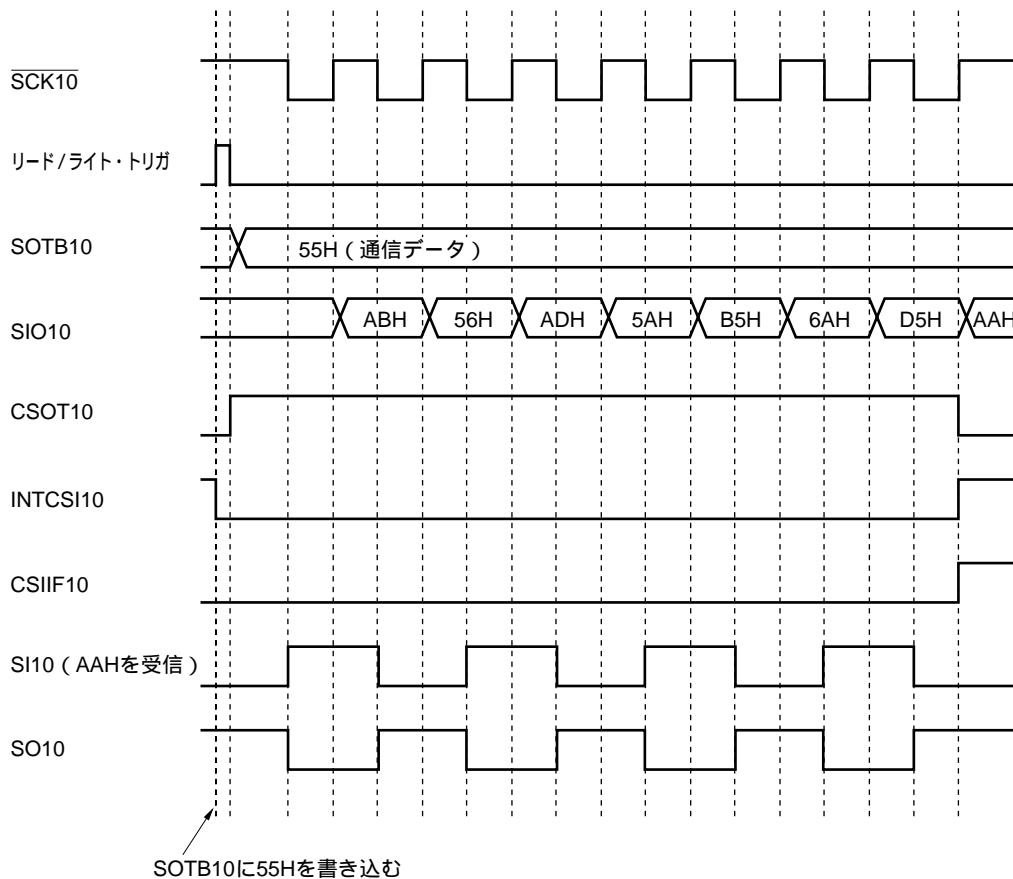 SCK10
リード/ライト・トリガ
SOTB10
55H（通信データ）
SIO10
ABH 56H ADH 5AH B5H 6AH D5H AAH
CSOT10
INTCSI10
CSIIF10
SI10（AAHを受信）
SO10
SOTB10に55Hを書き込む